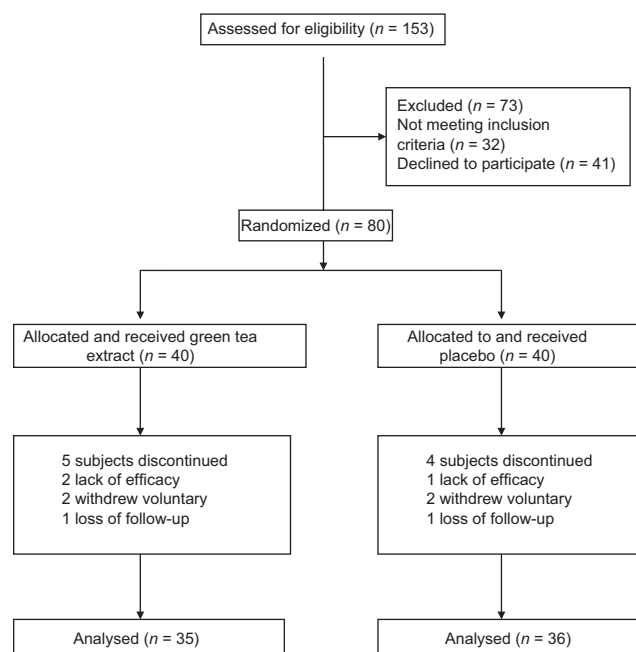 Assessed for eligibility (n = 153)
Excluded (n = 73)
Not meeting inclusion
criteria (n = 32)
Declined to participate (n = 41)
Randomized (n = 80)
Allocated and received green tea
extract (n = 40)
Allocated to and received
placebo (n = 40)
5 subjects discontinued
2 lack of efficacy
2 withdrew voluntary
1 loss of follow-up
4 subjects discontinued
1 lack of efficacy
2 withdrew voluntary
1 loss of follow-up
Analysed (n = 35)
Analysed (n = 36)